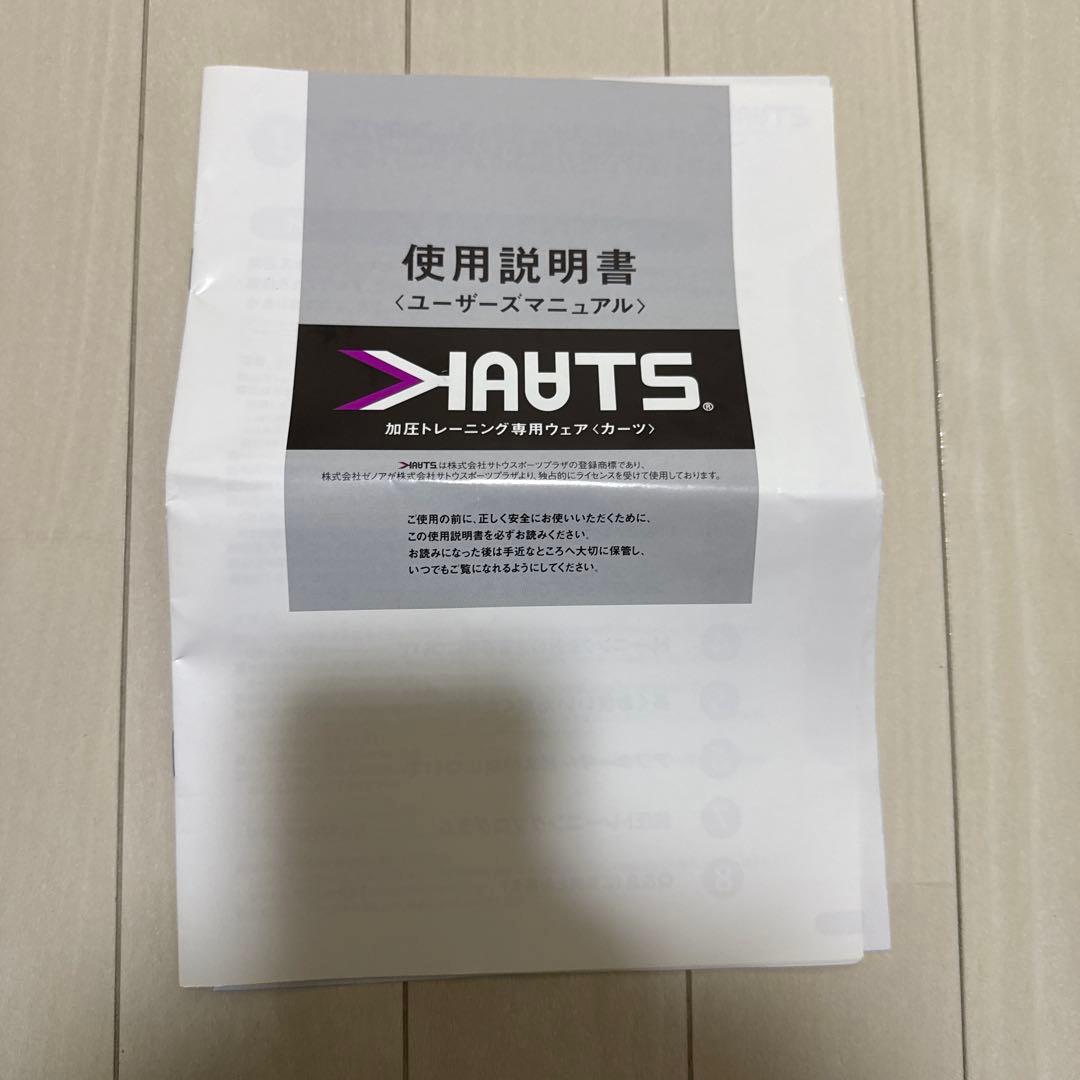 使用説明書
〈ユーザーズマニュアル〉
KAATS®
加圧トレーニング専用ウェア〈カーツ〉
KAATSは株式会社サトウスポーツプラザの登録商標であり、
株式会社ゼノアが株式会社サトウスポーツプラザより、独占的にライセンスを受けて使用しております。
ご使用の前に、正しく安全にお使いいただくために、
この使用説明書を必ずお読みください。
お読みになった後は手近なところへ大切に保管し、
いつでもご覧になれるようにしてください。